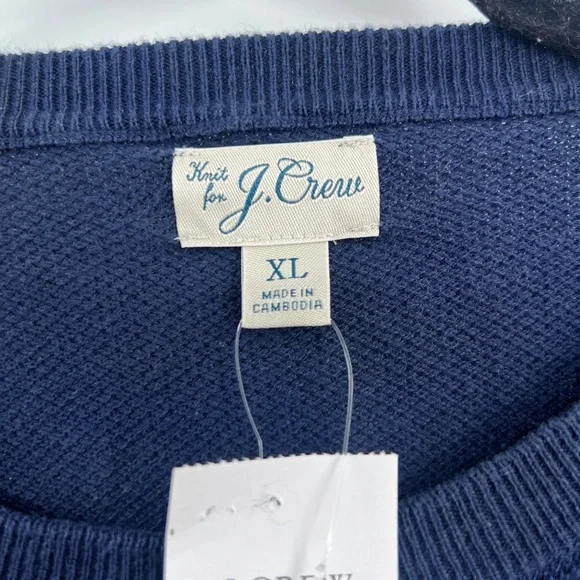 Knit
for J.Crew
XL
MADE IN
CAMBODIA